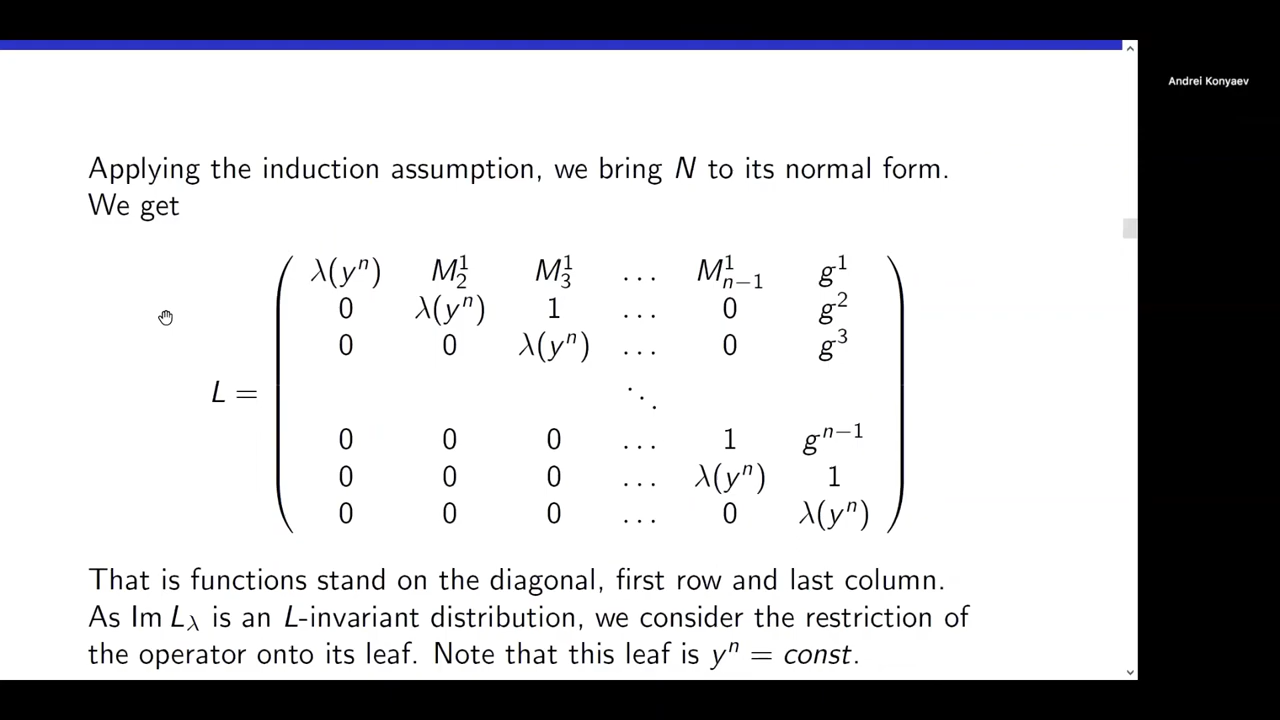 Andrei Konyaev
Applying the induction assumption, we bring N to its normal form.
We get
λ(yⁿ) M₂¹ M₃¹ … M¹ₙ₋₁ g¹
0 λ(yⁿ) 1 … 0 g²
0 0 λ(yⁿ) … 0 g³
L = ⋱
0 0 0 … 1 gⁿ⁻¹
0 0 0 … λ(yⁿ) 1
0 0 0 … 0 λ(yⁿ)
That is functions stand on the diagonal, first row and last column.
As Im L_λ is an L-invariant distribution, we consider the restriction of
the operator onto its leaf. Note that this leaf is yⁿ = const.